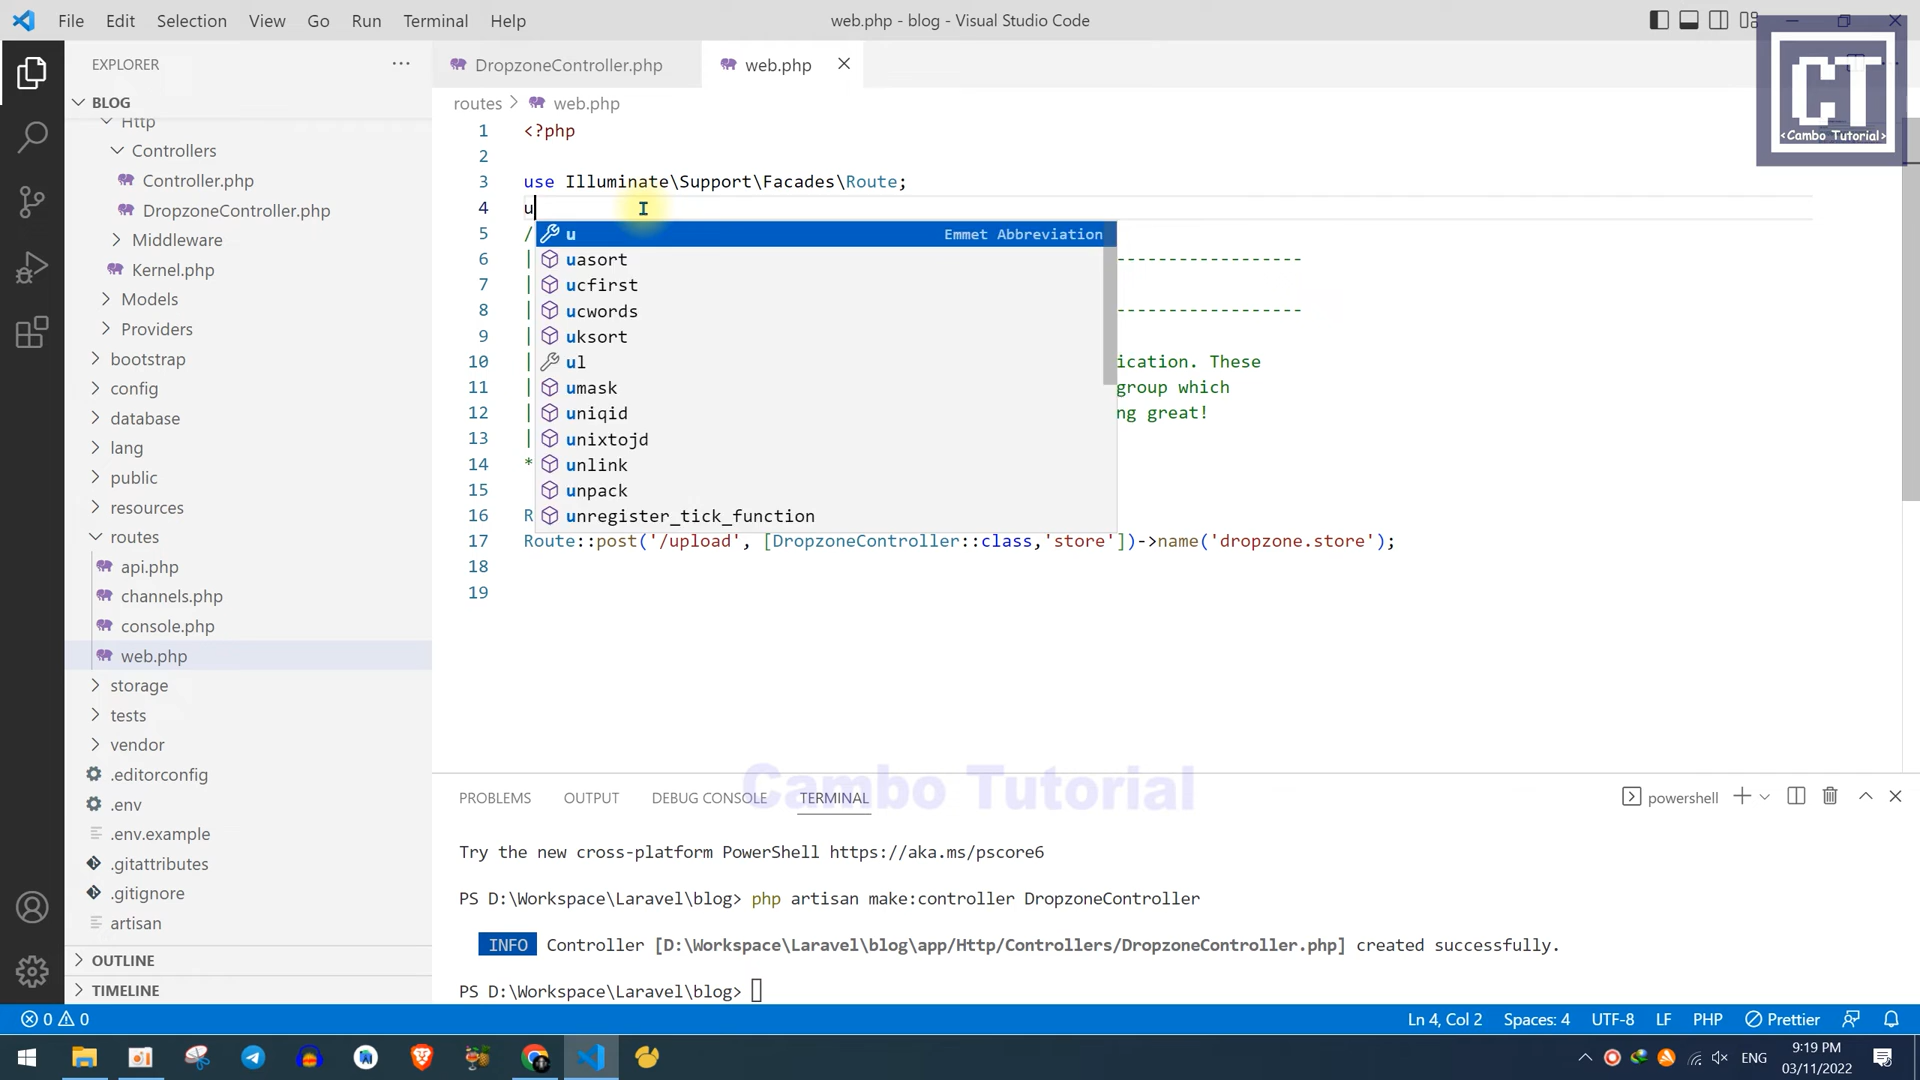 File Edit Selection View Go Run Terminal Help
web.php - blog - Visual Studio Code
CT
<Cambo Tutorial>
EXPLORER
BLOG
Http
Controllers
Controller.php
DropzoneController.php
Middleware
Kernel.php
Models
Providers
bootstrap
config
database
lang
public
resources
routes
api.php
channels.php
console.php
web.php
storage
tests
vendor
.editorconfig
.env
.env.example
.gitattributes
.gitignore
artisan
OUTLINE
TIMELINE
DropzoneController.php
web.php
routes > web.php
1 <?php
2
3 use Illuminate\Support\Facades\Route;
4 u
5 /
6 | ------------------
7 |
8 | ------------------
9 |
10 | ication. These
11 | group which
12 | ng great!
13 |
14 *
15
16 R
17 Route::post('/upload', [DropzoneController::class,'store'])->name('dropzone.store');
18
19
u Emmet Abbreviation
uasort
ucfirst
ucwords
uksort
ul
umask
uniqid
unixtojd
unlink
unpack
unregister_tick_function
Cambo Tutorial
PROBLEMS OUTPUT DEBUG CONSOLE TERMINAL
powershell
Try the new cross-platform PowerShell https://aka.ms/pscore6
PS D:\Workspace\Laravel\blog> php artisan make:controller DropzoneController
INFO Controller [D:\Workspace\Laravel\blog\app/Http/Controllers/DropzoneController.php] created successfully.
PS D:\Workspace\Laravel\blog>
0 0
Ln 4, Col 2 Spaces: 4 UTF-8 LF PHP Prettier
ENG
9:19 PM
03/11/2022